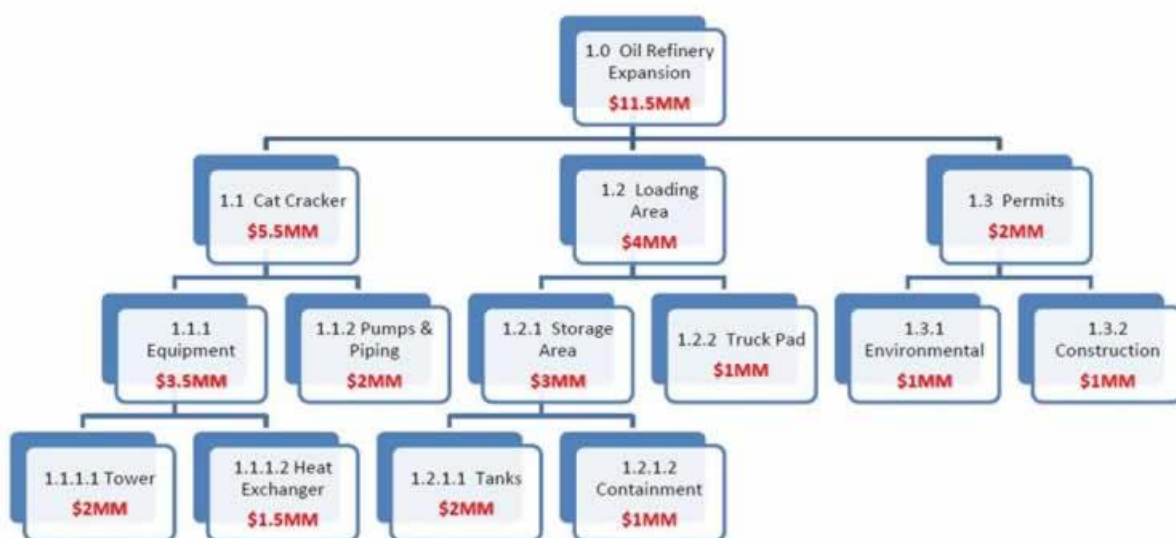 1.0 Oil Refinery
Expansion
$11.5MM
1.1 Cat Cracker
$5.5MM
1.2 Loading
Area
$4MM
1.3 Permits
$2MM
1.1.1
Equipment
$3.5MM
1.1.2 Pumps &
Piping
$2MM
1.2.1 Storage
Area
$3MM
1.2.2 Truck Pad
$1MM
1.3.1
Environmental
$1MM
1.3.2
Construction
$1MM
1.1.1.1 Tower
$2MM
1.1.1.2 Heat
Exchanger
$1.5MM
1.2.1.1 Tanks
$2MM
1.2.1.2
Containment
$1MM